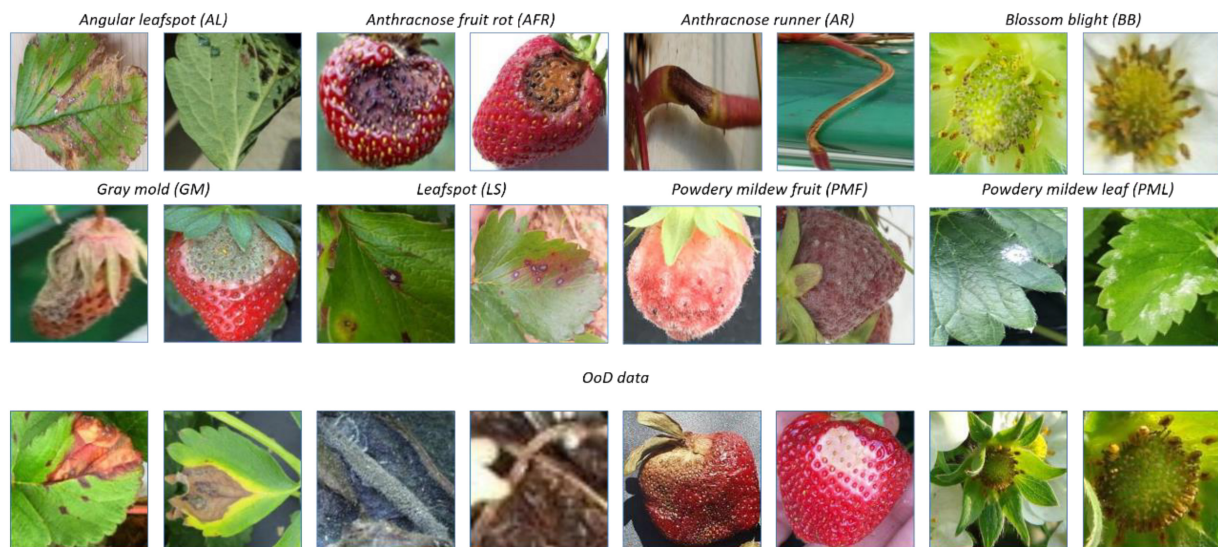 Angular leafspot (AL) Anthracnose fruit rot (AFR) Anthracnose runner (AR) Blossom blight (BB)
Gray mold (GM) Leafspot (LS) Powdery mildew fruit (PMF) Powdery mildew leaf (PML)
OoD data